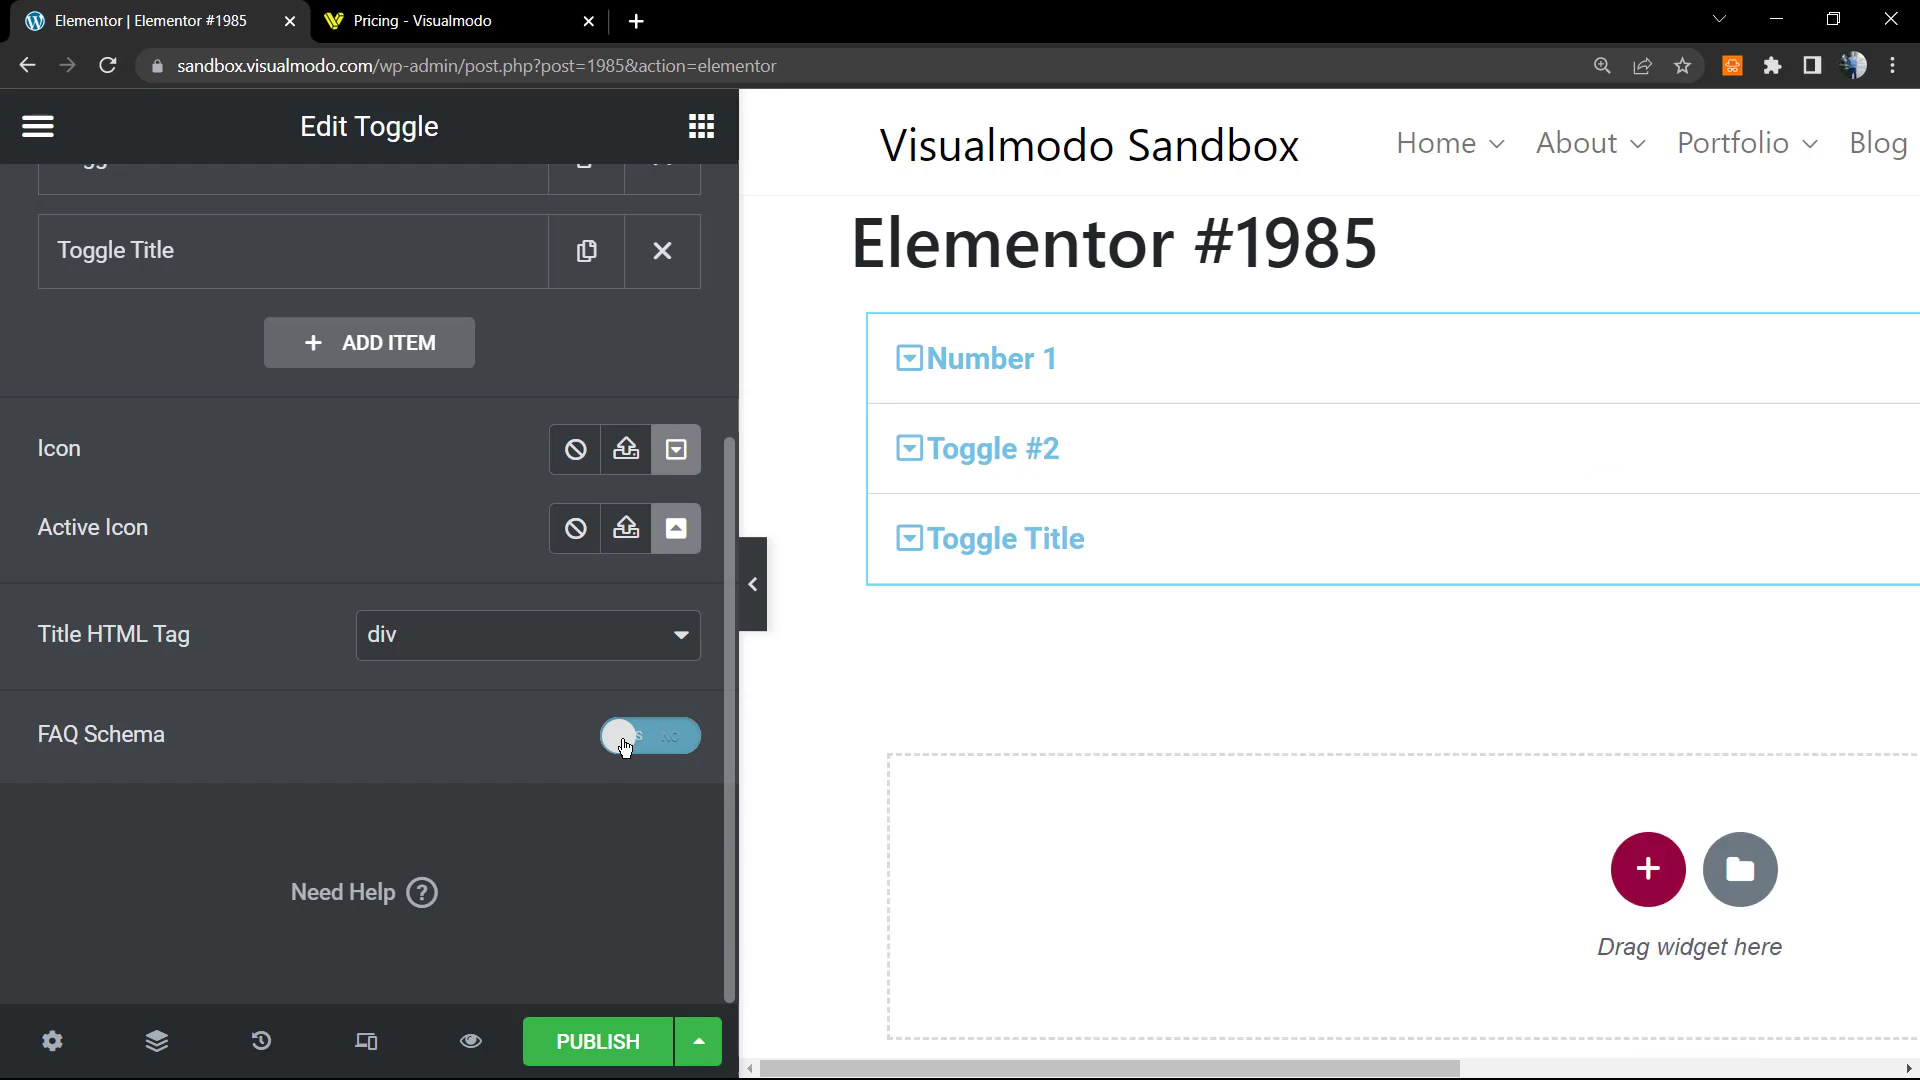 Elementor | Elementor #1985
Pricing - Visualmodo
sandbox.visualmodo.com/wp-admin/post.php?post=1985&action=elementor
Edit Toggle
Visualmodo Sandbox
Home
About
Portfolio
Blog
Toggle Title
ADD ITEM
Icon
Active Icon
Title HTML Tag
div
FAQ Schema
NO
Need Help
PUBLISH
Elementor #1985
Number 1
Toggle #2
Toggle Title
Drag widget here